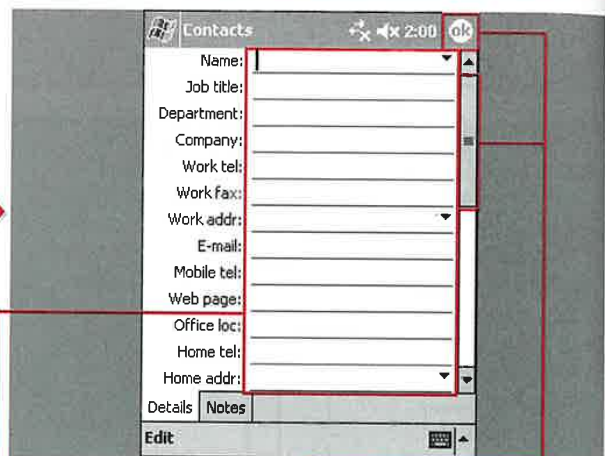 Contacts 2:00 ok
Name:
Job title:
Department:
Company:
Work tel:
Work fax:
Work addr:
E-mail:
Mobile tel:
Web page:
Office loc:
Home tel:
Home addr:
Details Notes
Edit